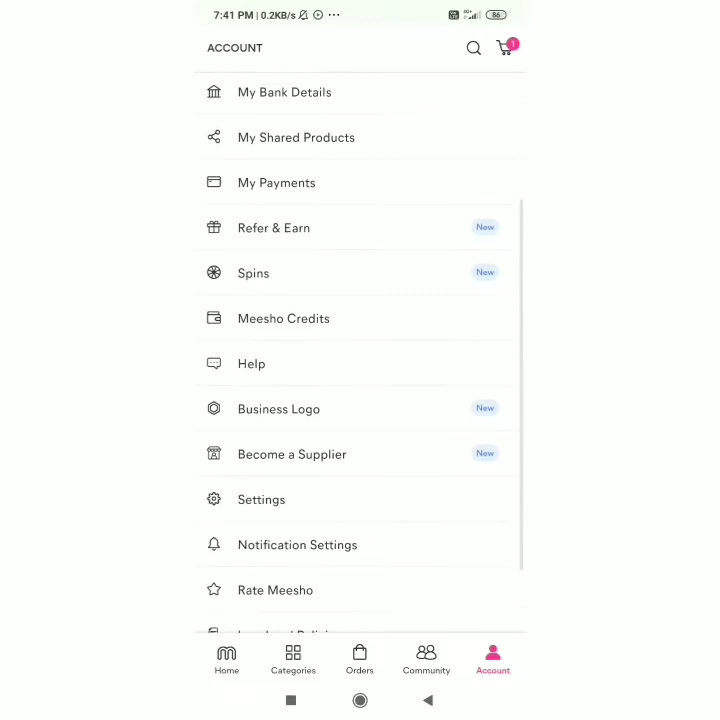 7:41 PM | 0.2KB/s
86
ACCOUNT
1
My Bank Details
My Shared Products
My Payments
Refer & Earn New
Spins New
Meesho Credits
Help
Business Logo New
Become a Supplier New
Settings
Notification Settings
Rate Meesho
Home Categories Orders Community Account